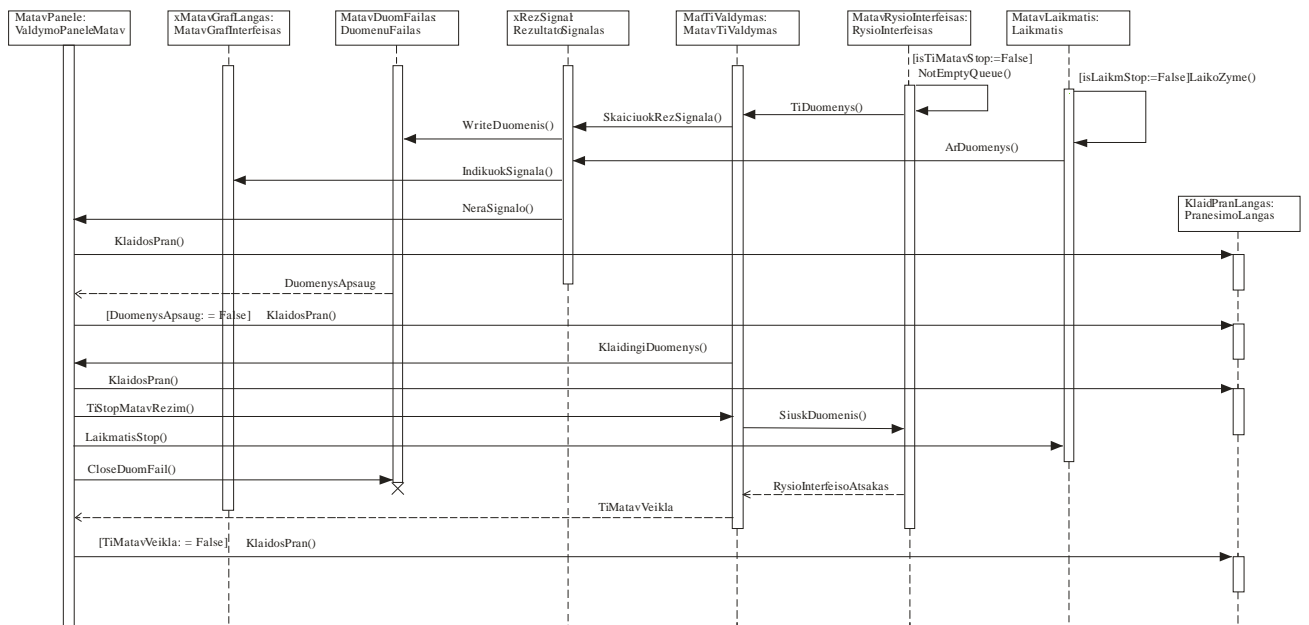 MatavPanele:
ValdymoPaneleMatav
xMatavGrafLangas:
MatavGrafInterfeisas
MatavDuomFailas:
DuomenuFailas
xRezSignal:
RezultatoSignalas
MatTiValdymas:
MatavTiValdymas
MatavRysioInterfeisas:
RysioInterfeisas
MatavLaikmatis:
Laikmatis
[isTiMatavStop:=False]
NotEmptyQueue()
[isLaikmStop:=False]LaikoZyme()
TiDuomenys()
SkaiciuokRezSignala()
WriteDuomenis()
ArDuomenys()
IndikuokSignala()
NeraSignalo()
KlaidPranLangas:
PranesimoLangas
KlaidosPran()
DuomenysApsaug
[DuomenysApsaug: = False] KlaidosPran()
KlaidingiDuomenys()
KlaidosPran()
TiStopMatavRezim()
SiuskDuomenis()
LaikmatisStop()
CloseDuomFail()
RysioInterfeisoAtsakas
TiMatavVeikla
[TiMatavVeikla: = False] KlaidosPran()